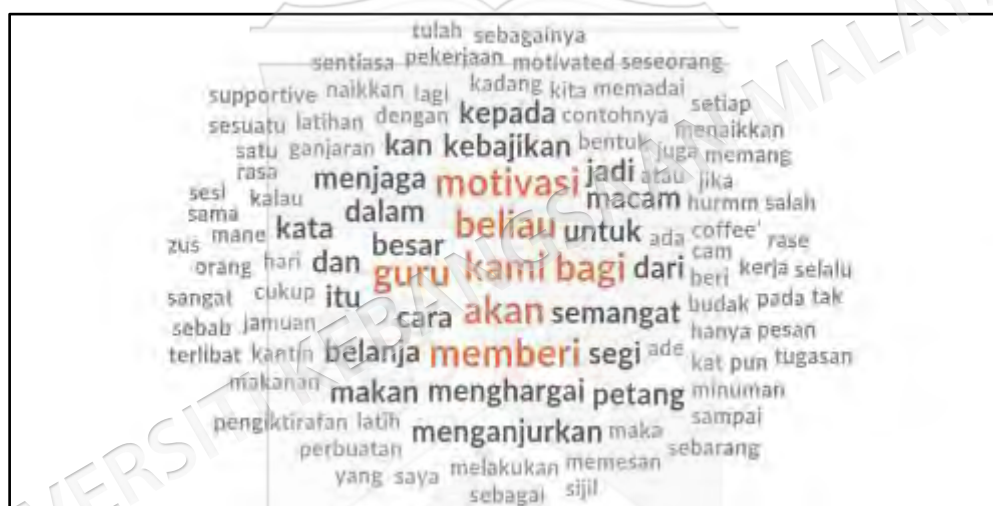 tulah sebagainya
sentiasa pekerjaan motivated seseorang
supportive naikkan lagi kadang kita memadai
sesuatu latihan dengan kepada contohnya setiap
menaikkan
satu ganjaran kan kebajikan bentuk juga memang
rasa menjaga motivasi jadi atau jika
sesi kalau macam hurmm salah
sama dalam
zus mane kata beliau untuk ada coffee' rase
besar cam
orang hari dan guru kami bagi dari beri kerja selalu
sangat cukup itu cara akan semangat budak pada tak
sebab jamuan hanya pesan
terlibat kantin belanja memberi segi ade kat pun tugasan
makanan makan menghargai petang minuman
pengiktirafan latih menganjurkan maka sampai
perbuatan sebarang
yang saya melakukan memesan
sebagai sijil